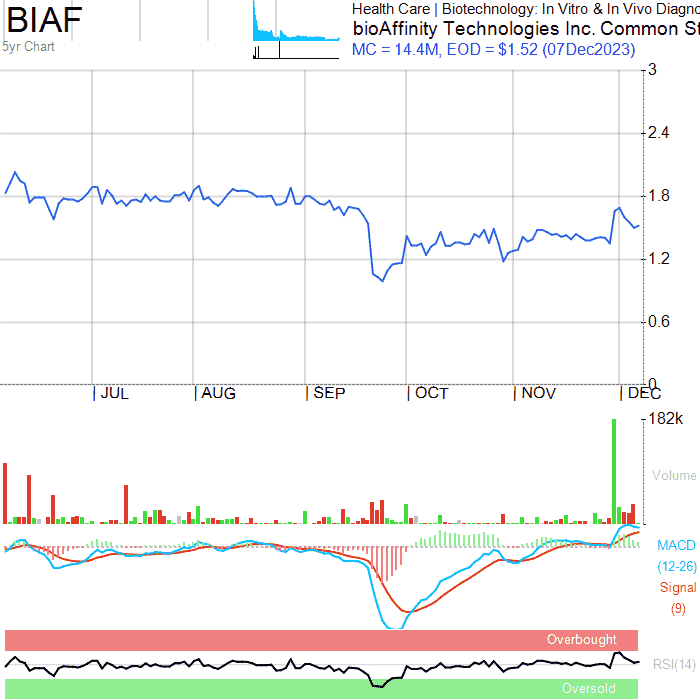 BIAF
5yr Chart
Health Care | Biotechnology: In Vitro & In Vivo Diagno
bioAffinity Technologies Inc. Common St
MC = 14.4M, EOD = $1.52 (07Dec2023)
3
2.4
1.8
1.2
0.6
0
JUL AUG SEP OCT NOV DEC
182k
Volume
MACD
(12-26)
Signal
(9)
Overbought
RSI(14)
Oversold